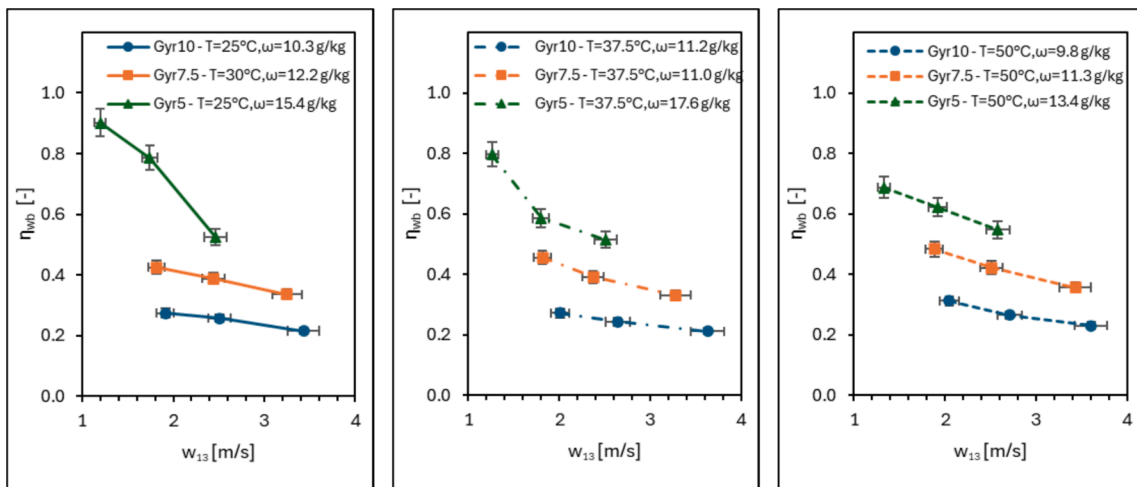 Gyr10 - T=25°C,ω=10.3 g/kg
Gyr7.5 - T=30°C,ω=12.2 g/kg
Gyr5 - T=25°C,ω=15.4 g/kg
1.0
0.8
0.6
0.4
0.2
0.0
η_wb [-]
1 2 3 4
w₁₃ [m/s]
Gyr10 - T=37.5°C,ω=11.2 g/kg
Gyr7.5 - T=37.5°C,ω=11.0 g/kg
Gyr5 - T=37.5°C,ω=17.6 g/kg
1.0
0.8
0.6
0.4
0.2
0.0
η_wb [-]
1 2 3 4
w₁₃ [m/s]
Gyr10 - T=50°C,ω=9.8 g/kg
Gyr7.5 - T=50°C,ω=11.3 g/kg
Gyr5 - T=50°C,ω=13.4 g/kg
1.0
0.8
0.6
0.4
0.2
0.0
η_wb [-]
1 2 3 4
w₁₃ [m/s]